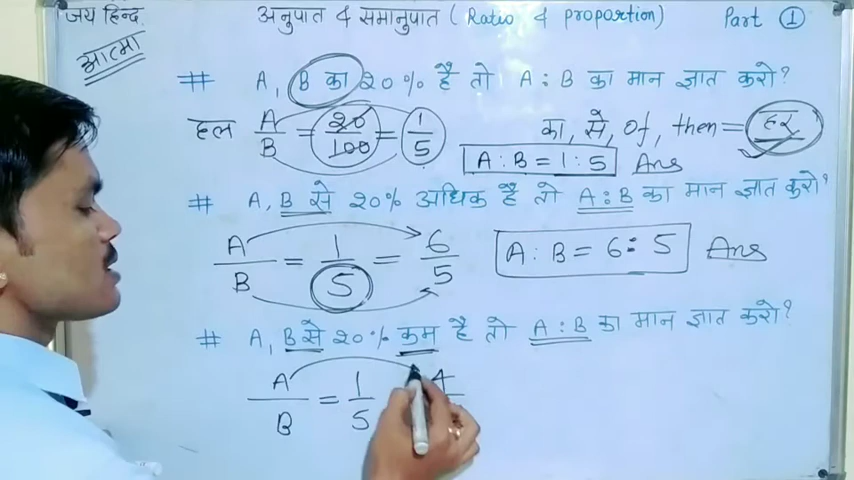 जय हिन्द अनुपात & समानुपात ( Ratio & proportion) Part ①
आत्मा
# A, B का 20% है तो A : B का मान ज्ञात करो?
हल A/B = 20/100 = 1/5 का, से, Of, then = हर
A : B = 1 : 5 Ans
# A, B से 20% अधिक है तो A : B का मान ज्ञात करो?
A/B = 1/5 = 6/5 A : B = 6 : 5 Ans
# A, B से 20% कम है तो A : B का मान ज्ञात करो?
A/B = 1/5 4